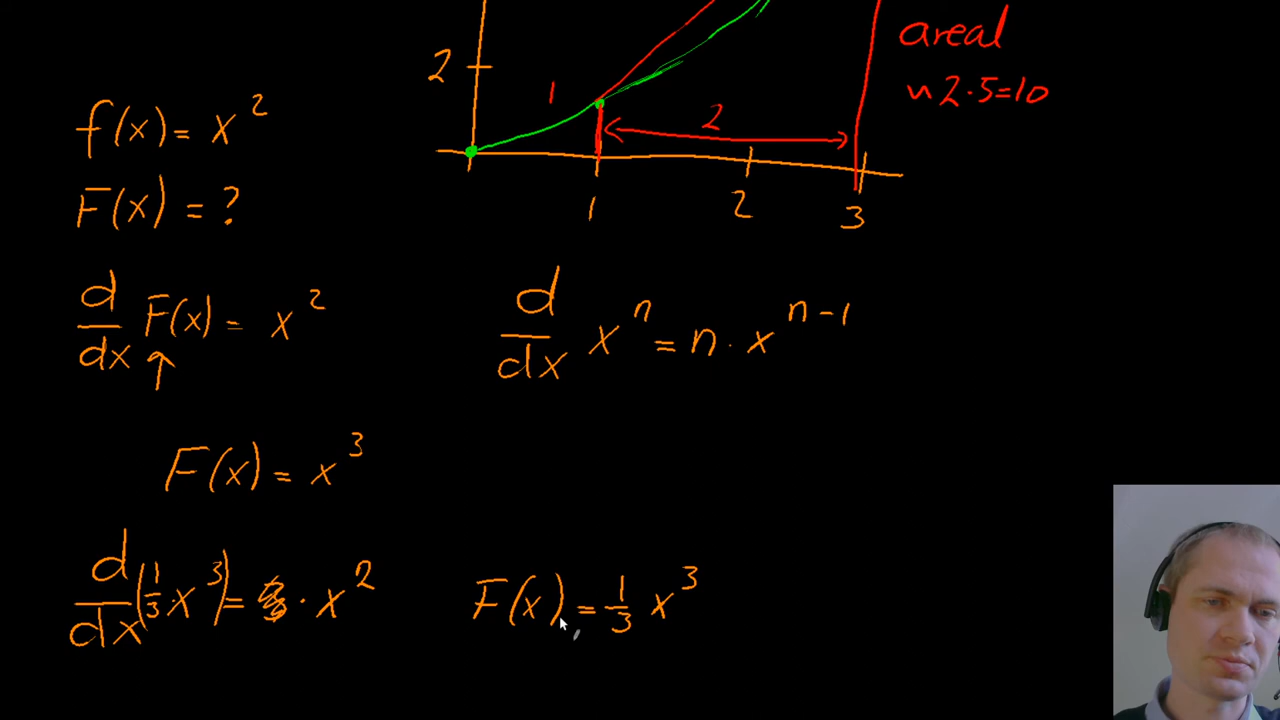 areal
2
1
~2·5=10
2
f(x) = x²
F(x) = ?
1
2
3
d/dx F(x) = x²
d/dx xⁿ = n · xⁿ⁻¹
F(x) = x³
d/dx (1/3 · x³) = · x²
F(x) = 1/3 x³